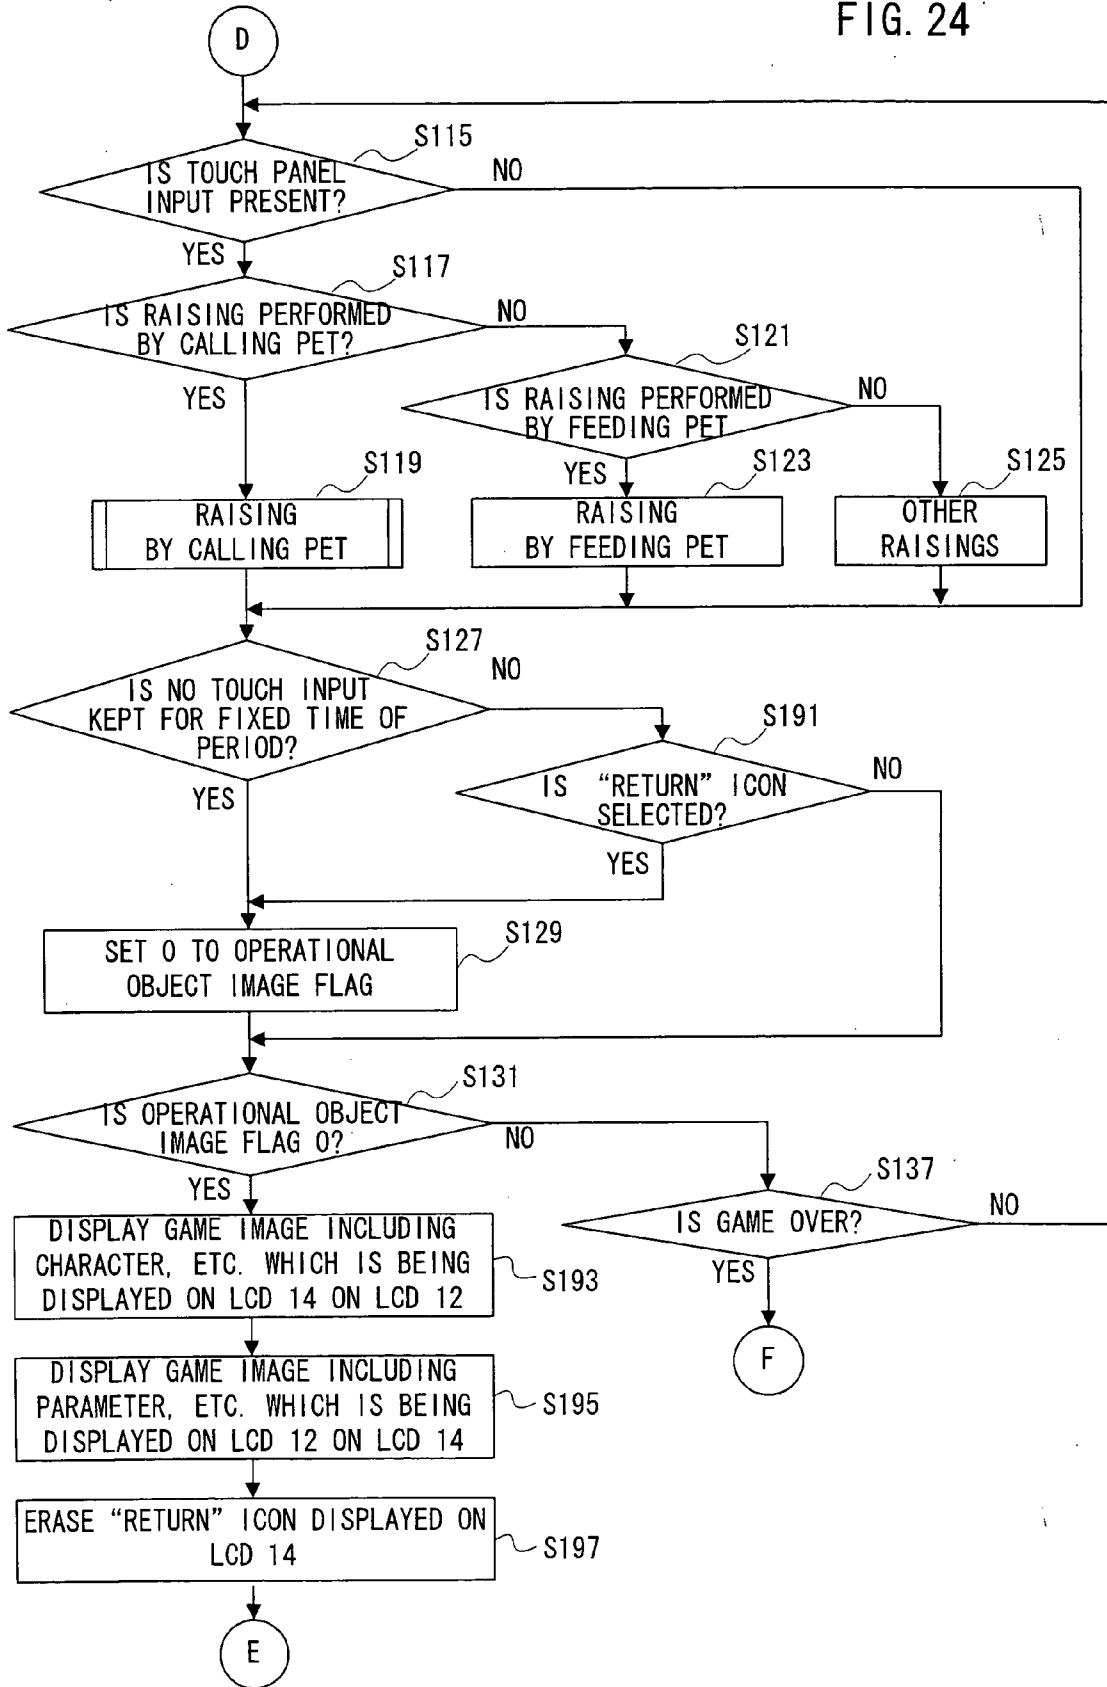 FIG. 24
D
S115
IS TOUCH PANEL
INPUT PRESENT?
NO
YES
S117
IS RAISING PERFORMED
BY CALLING PET?
NO
YES
S121
IS RAISING PERFORMED
BY FEEDING PET
NO
YES
S119
RAISING
BY CALLING PET
S123
RAISING
BY FEEDING PET
S125
OTHER
RAISINGS
S127
IS NO TOUCH INPUT
KEPT FOR FIXED TIME OF
PERIOD?
NO
YES
S191
IS “RETURN” ICON
SELECTED?
NO
YES
S129
SET 0 TO OPERATIONAL
OBJECT IMAGE FLAG
S131
IS OPERATIONAL OBJECT
IMAGE FLAG 0?
NO
YES
S137
IS GAME OVER?
NO
YES
F
DISPLAY GAME IMAGE INCLUDING
CHARACTER, ETC. WHICH IS BEING
DISPLAYED ON LCD 14 ON LCD 12
S193
DISPLAY GAME IMAGE INCLUDING
PARAMETER, ETC. WHICH IS BEING
DISPLAYED ON LCD 12 ON LCD 14
S195
ERASE “RETURN” ICON DISPLAYED ON
LCD 14
S197
E